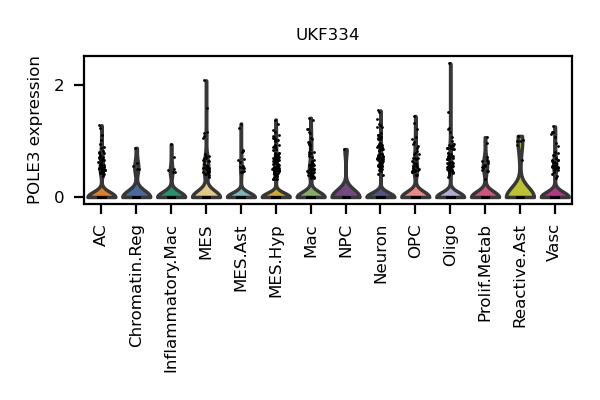 UKF334
POLE3 expression
2
0
AC
Chromatin.Reg
Inflammatory.Mac
MES
MES.Ast
MES.Hyp
Mac
NPC
Neuron
OPC
Oligo
Prolif.Metab
Reactive.Ast
Vasc